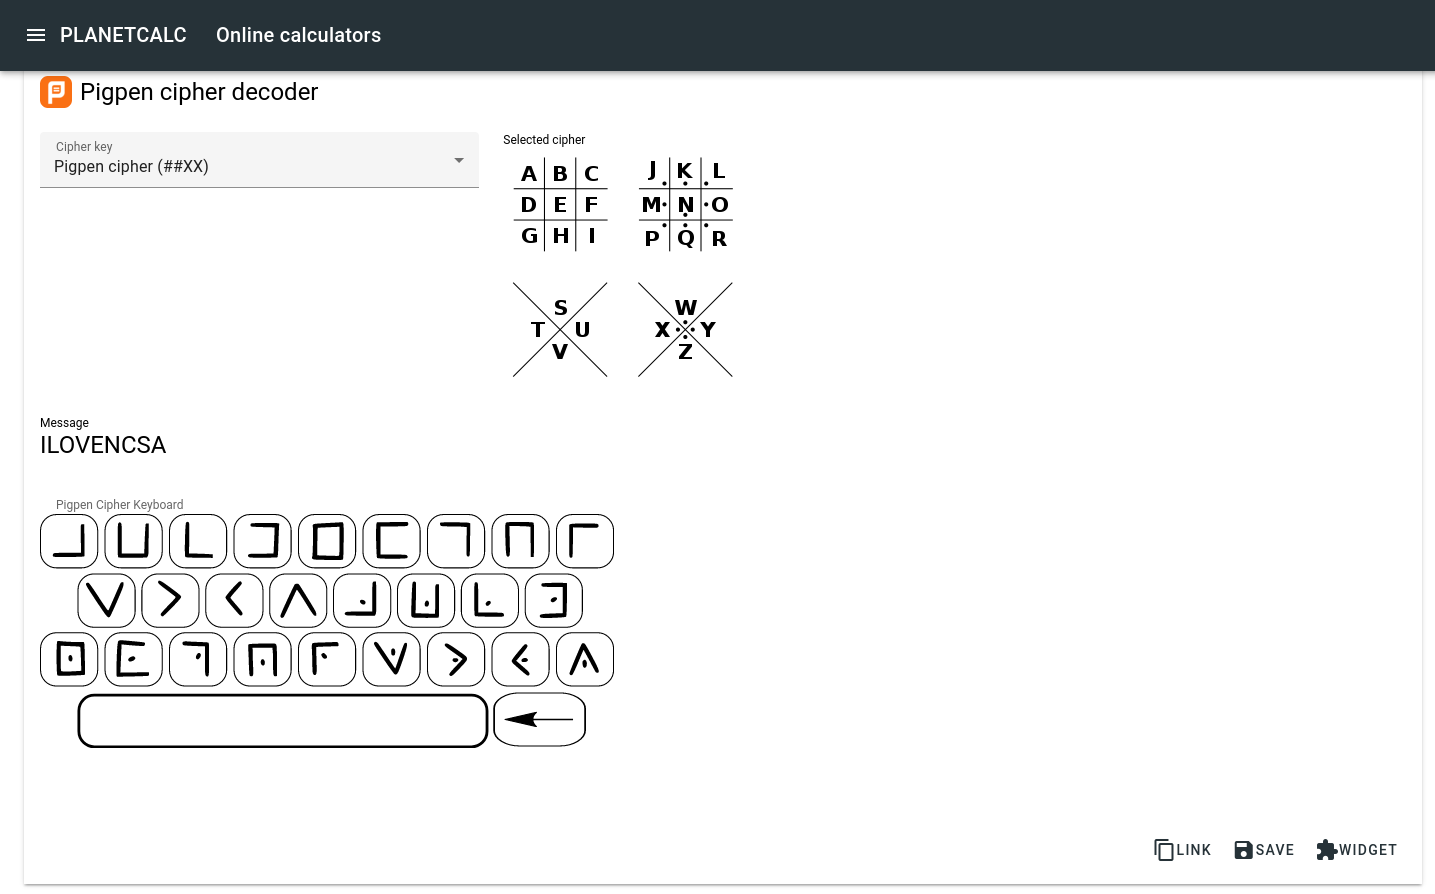 PLANETCALC Online calculators
Pigpen cipher decoder
Cipher key
Pigpen cipher (##XX)
Selected cipher
A B C J K L
D E F M N O
G H I P Q R
S W
T U X Y
V Z
Message
ILOVENCSA
Pigpen Cipher Keyboard
LINK SAVE WIDGET